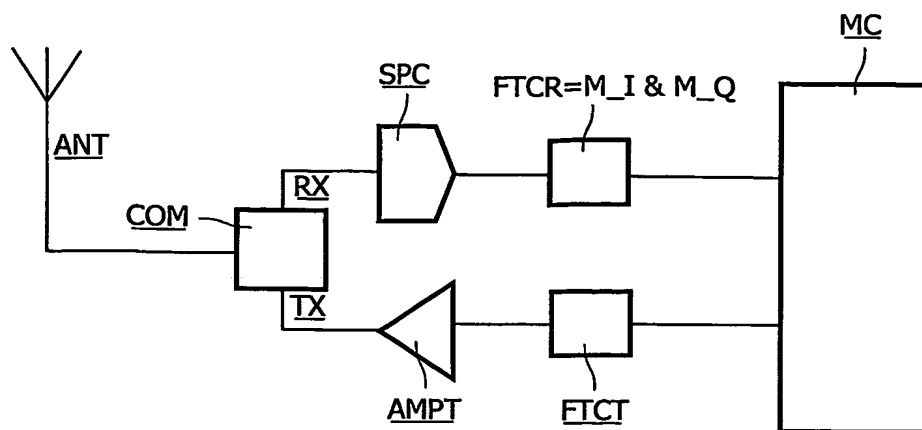 MC
SPC
FTCR=M_I & M_Q
ANT
RX
COM
TX
AMPT
FTCT